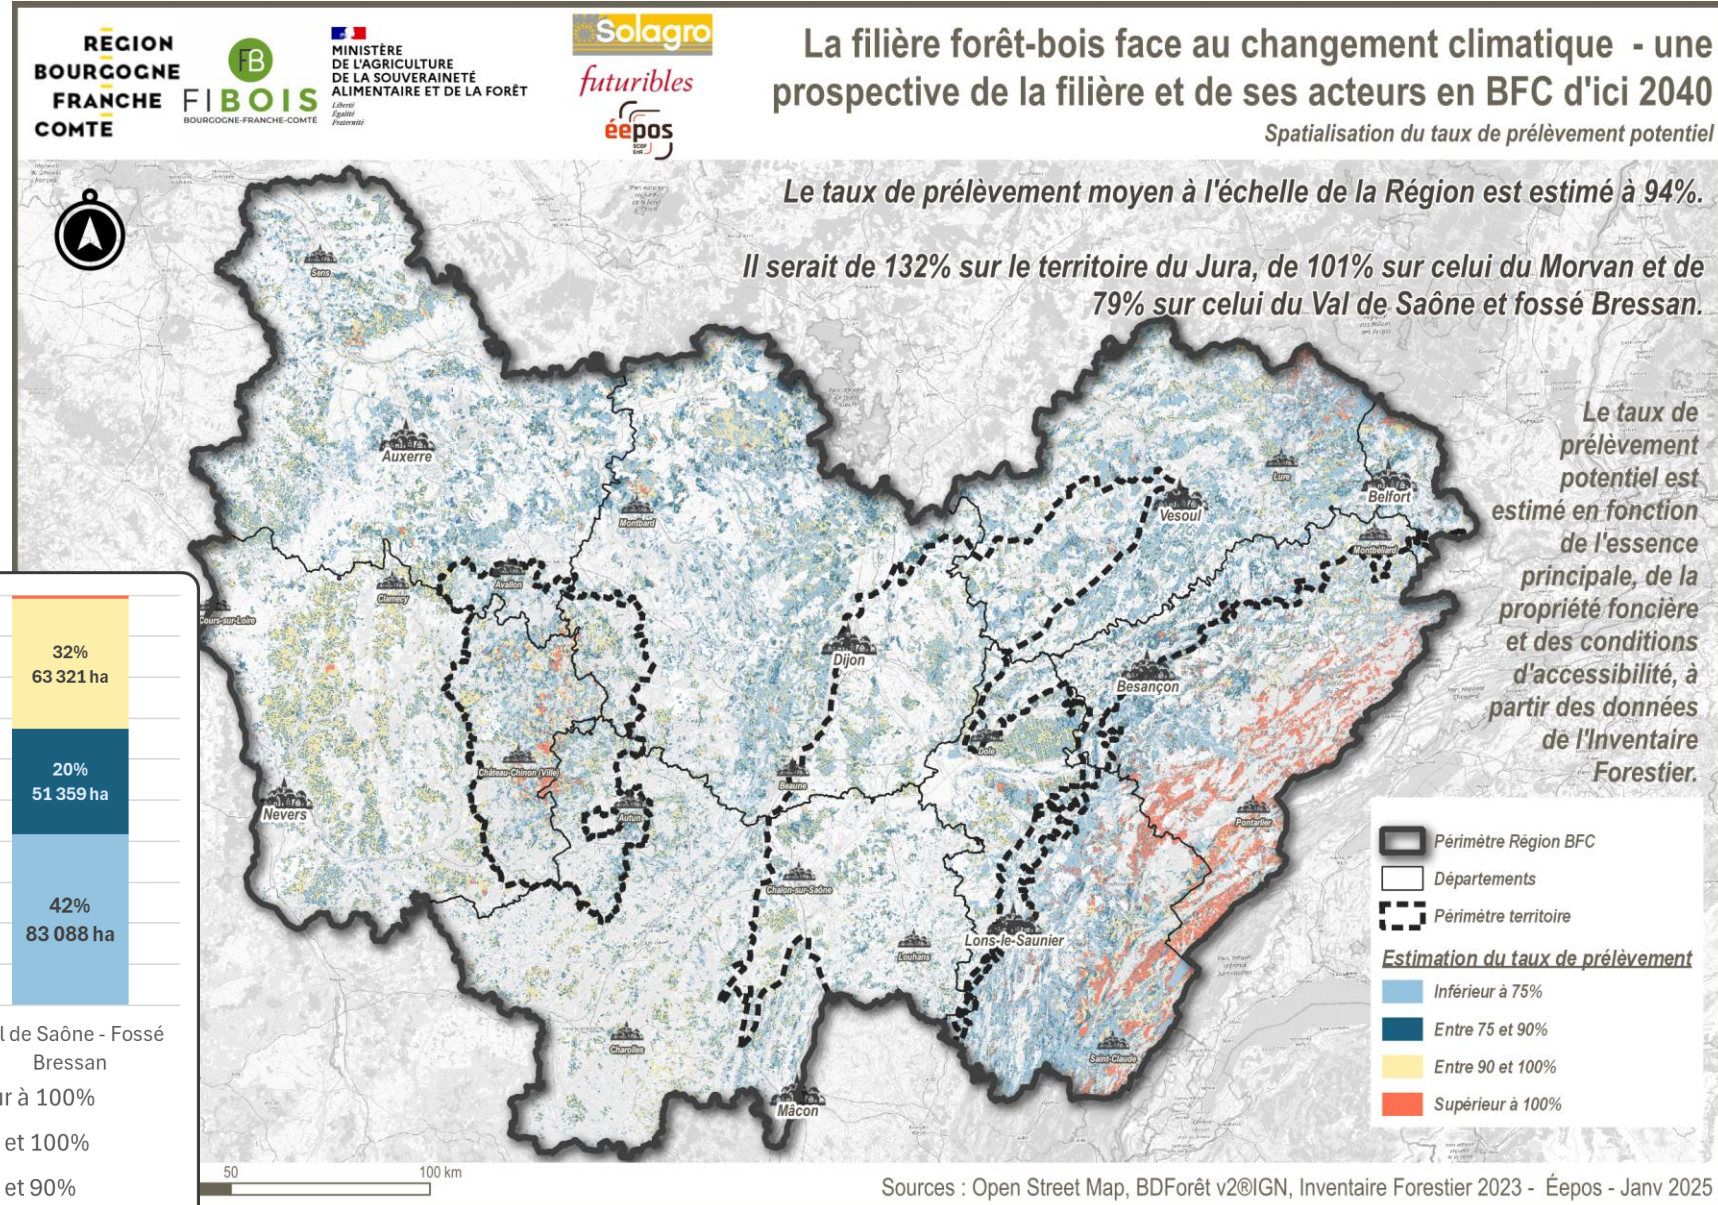 RÉGION
BOURGOGNE
FRANCHE
COMTÉ
FB
FIBOIS
BOURGOGNE-FRANCHE-COMTÉ
MINISTÈRE
DE L'AGRICULTURE
DE LA SOUVERAINETÉ
ALIMENTAIRE ET DE LA FORÊT
Liberté
Égalité
Fraternité
Solagro
futuribles
éepos
La filière forêt-bois face au changement climatique - une
prospective de la filière et de ses acteurs en BFC d'ici 2040
Spatialisation du taux de prélèvement potentiel
Le taux de prélèvement moyen à l'échelle de la Région est estimé à 94%.
Il serait de 132% sur le territoire du Jura, de 101% sur celui du Morvan et de
79% sur celui du Val de Saône et fossé Bressan.
Le taux de
prélèvement
potentiel est
estimé en fonction
de l'essence
principale, de la
propriété foncière
et des conditions
d'accessibilité, à
partir des données
de l'Inventaire
Forestier.
Sens
Auxerre
Montbard
Vesoul
Lure
Belfort
Montbéliard
Avallon
Clamecy
Cours-sur-Loire
Dijon
Besançon
Dole
Château-Chinon (Ville)
Beaune
Nevers
Autun
Pontarlier
Chalon-sur-Saône
Lons-le-Saunier
Louhans
Charolles
Saint-Claude
Mâcon
32%
63 321 ha
20%
51 359 ha
42%
83 088 ha
l de Saône - Fossé
Bressan
ur à 100%
et 100%
et 90%
Périmètre Région BFC
Départements
Périmètre territoire
Estimation du taux de prélèvement
Inférieur à 75%
Entre 75 et 90%
Entre 90 et 100%
Supérieur à 100%
50
100 km
Sources : Open Street Map, BDForêt v2®IGN, Inventaire Forestier 2023 - Éepos - Janv 2025